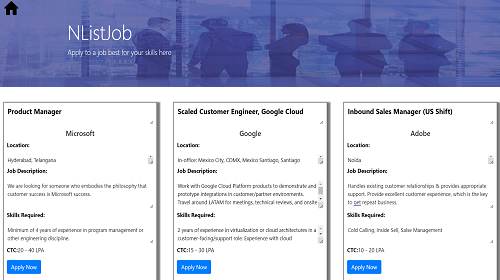 NListJob
Apply to a job best for your skills here
Product Manager
Microsoft
Location:
Hyderabad, Telangana
Job Description:
We are looking for someone who embodies the philosophy that
customer success is Microsoft success.
Skills Required:
Minimum of 4 years of experience in program management or
other engineering discipline.
CTC:20 - 40 LPA
Apply Now
Scaled Customer Engineer, Google Cloud
Google
Location:
In-office: Mexico City, CDMX, Mexico Santiago, Santiago
Job Description:
Work with Google Cloud Platform products to demonstrate and
prototype integrations in customer/partner environments.
Travel around LATAM for meetings, technical reviews, and onsite
Skills Required:
2 years of experience in virtualization or cloud architectures in a
customer-facing/support role. Experience with cloud
CTC:15 - 30 LPA
Apply Now
Inbound Sales Manager (US Shift)
Adobe
Location:
Noida
Job Description:
Handles existing customer relationships & provides appropriate
support. Provide excellent customer experience, which is the key
to get repeat business
Skills Required:
Cold Calling, Inside Sell, Salse Management
CTC:10 - 20 LPA
Apply Now